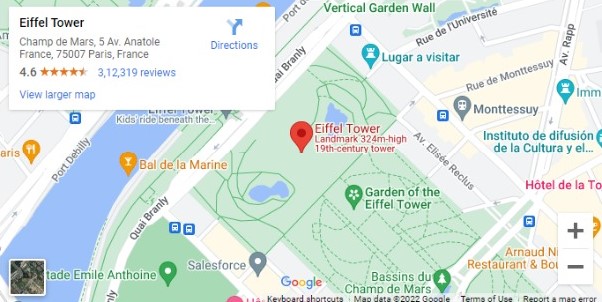 Eiffel Tower
Champ de Mars, 5 Av. Anatole
France, 75007 Paris, France
4.6
3,12,319 reviews
View larger map
Directions
Vertical Garden Wall
Port De
Rue de l'Université
Av. Rapp
Quai Branly
Lugar a visitar
Rue de Monttessuy
Eiffel Tower
Kids' ride beneath the...
Monttessuy
Imm
Eiffel Tower
Landmark 324m-high
19th-century tower
Av. Elisée Reclus
Instituto de difusión
de la Cultura y el...
aris
Port Debilly
Bal de la Marine
Hôtel de la To
Garden of the
Eiffel Tower
Quai Branly
Arnaud Ni
Restaurant & Bou
Salesforce
tade Emile Anthoine
Bassins du
Champ de Mars
Google
Keyboard shortcuts
Map data ©2022 Google
Terms of Use
Report a map error